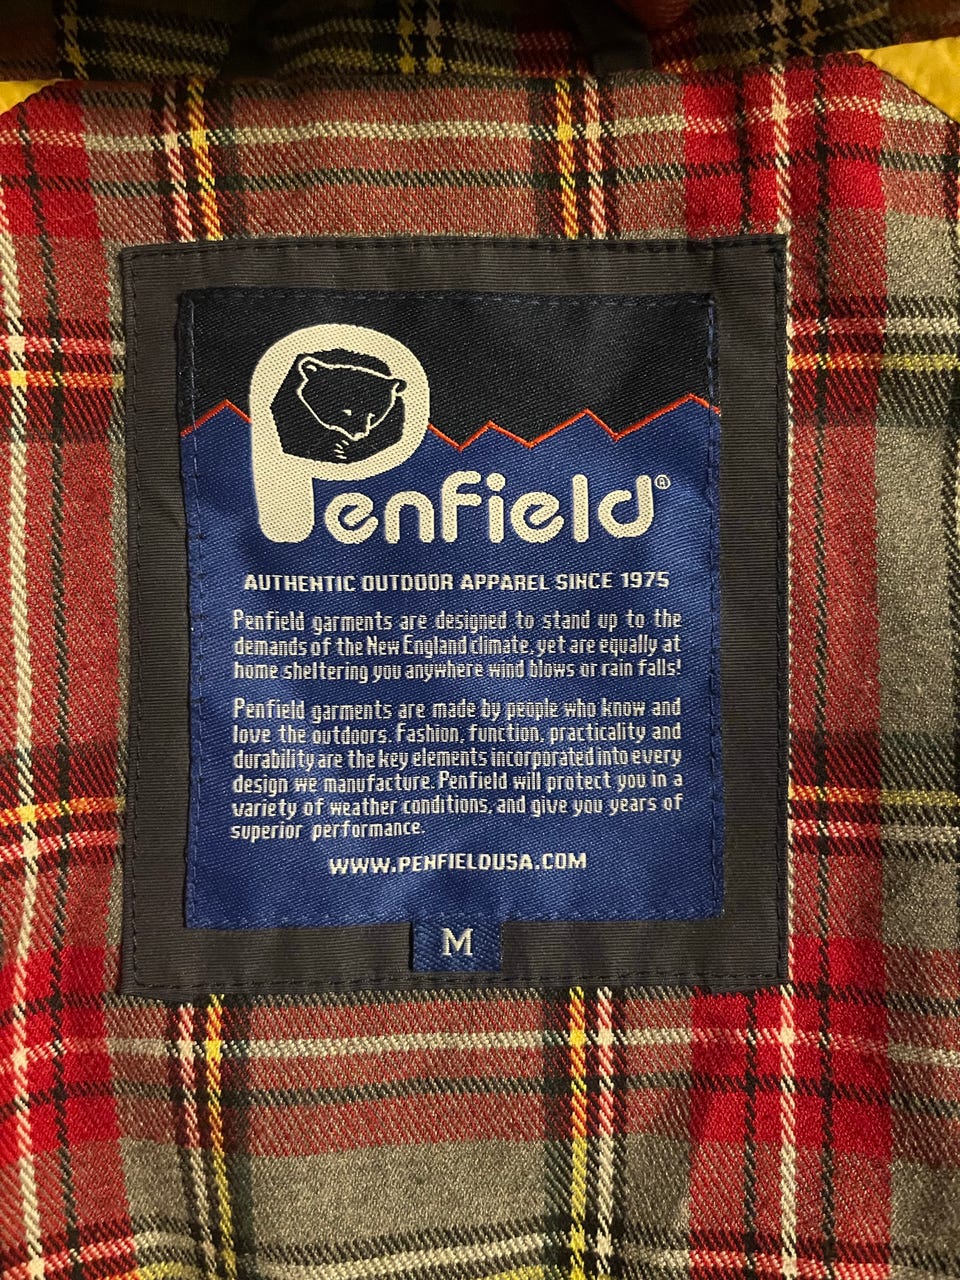 Penfield®
AUTHENTIC OUTDOOR APPAREL SINCE 1975
Penfield garments are designed to stand up to the
demands of the New England climate, yet are equally at
home sheltering you anywhere wind blows or rain falls!
Penfield garments are made by people who know and
love the outdoors. Fashion, function, practicality and
durability are the key elements incorporated into every
design we manufacture. Penfield will protect you in a
variety of weather conditions, and give you years of
superior performance.
WWW.PENFIELDUSA.COM
M